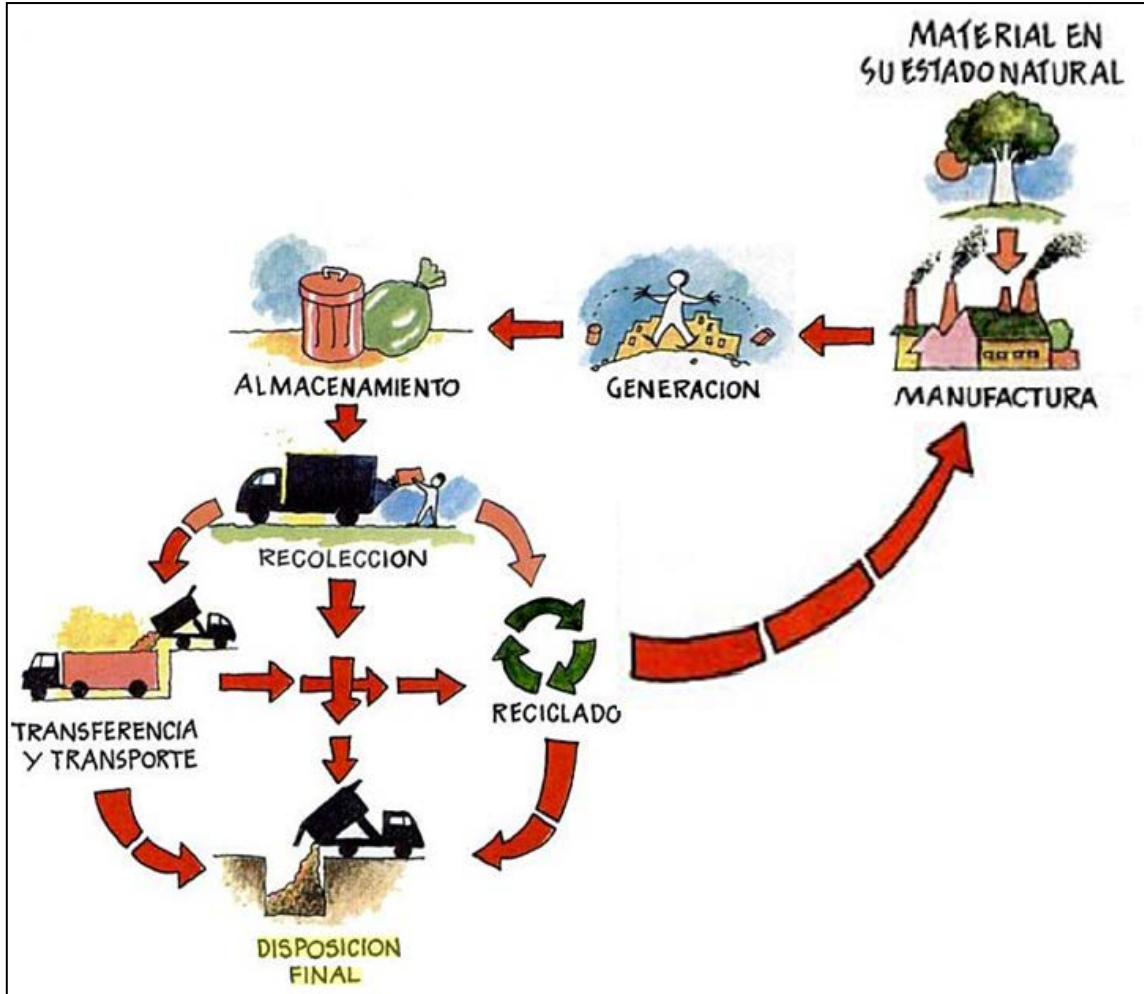 MATERIAL EN
SU ESTADO NATURAL
ALMACENAMIENTO
GENERACION
MANUFACTURA
RECOLECCION
TRANSFERENCIA
Y TRANSPORTE
RECICLADO
DISPOSICION
FINAL